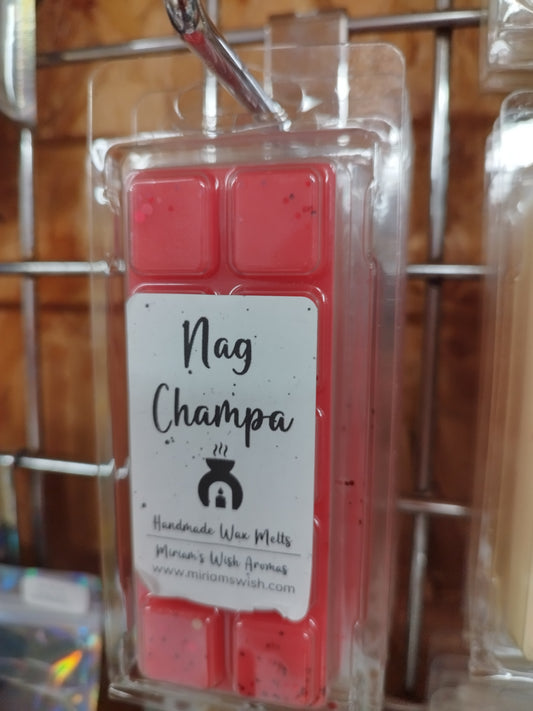 Nag
Champa
Handmade Wax Melts
Miriam's Wish Aromas
www.miriamswish.com